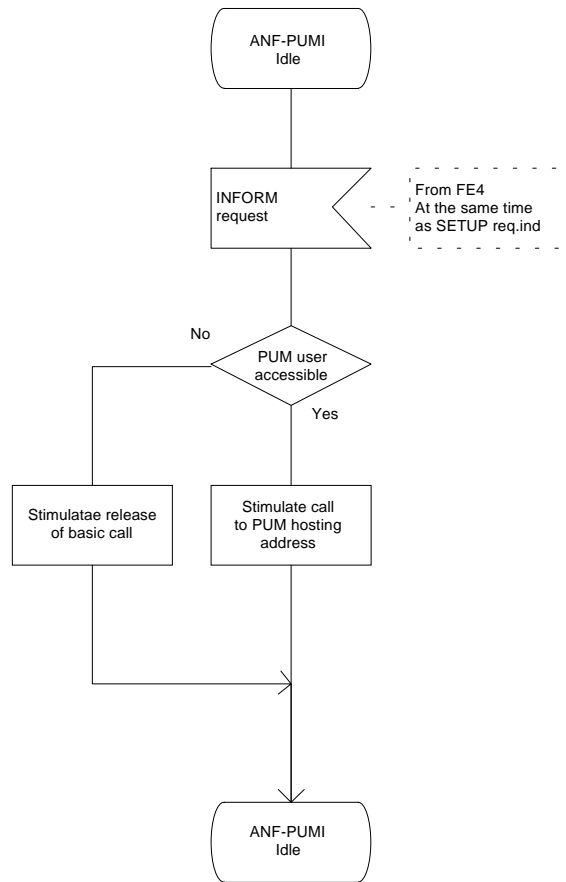 ANF-PUMI
Idle
INFORM
request
From FE4
At the same time
as SETUP req.ind
No
PUM user
accessible
Yes
Stimulatae release
of basic call
Stimulate call
to PUM hosting
address
ANF-PUMI
Idle